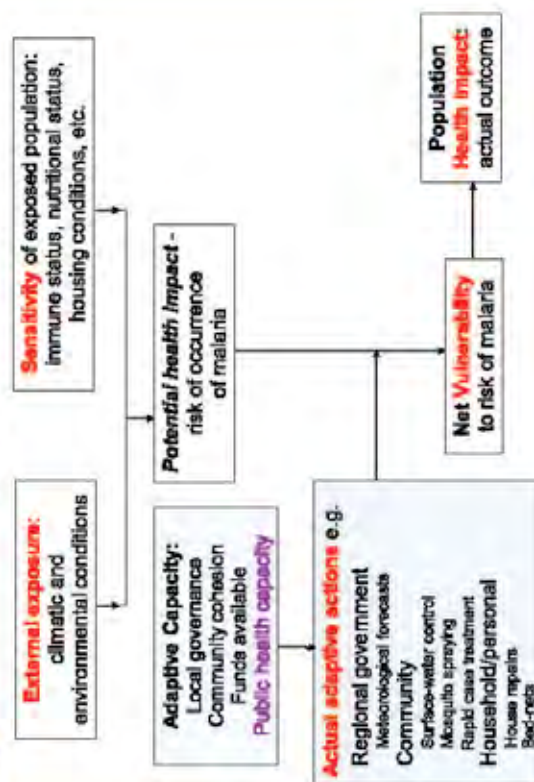 External exposure:
climatic and
environmental conditions
Sensitivity of exposed population:
immune status, nutritional status,
housing conditions, etc.
Potential health impact -
risk of occurrence
of malaria
Adaptive Capacity:
Local governance
Community cohesion
Funds available
Public health capacity
Actual adaptive actions e.g.
Regional government
Meteorological forecasts
Community
Surface-water control
Mosquito spraying
Rapid case treatment
Household/personal
House repairs
Bed-nets
Net Vulnerability
to risk of malaria
Population
Health Impact:
actual outcome